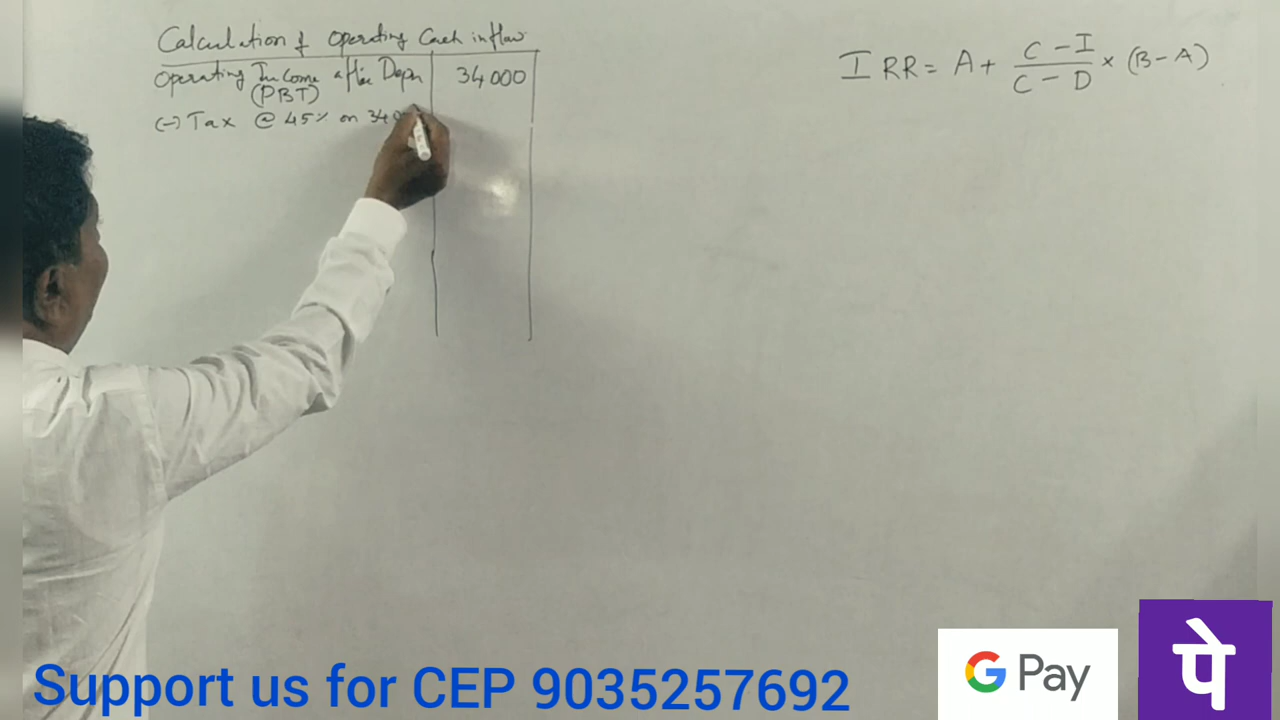 Calculation of Operating Cash inflow
Operating Income after Depn 34000
(PBT)
(-) Tax @ 45% on 340
I RR = A + C - I / C - D × (B - A)
Support us for CEP 9035257692
G Pay
पे